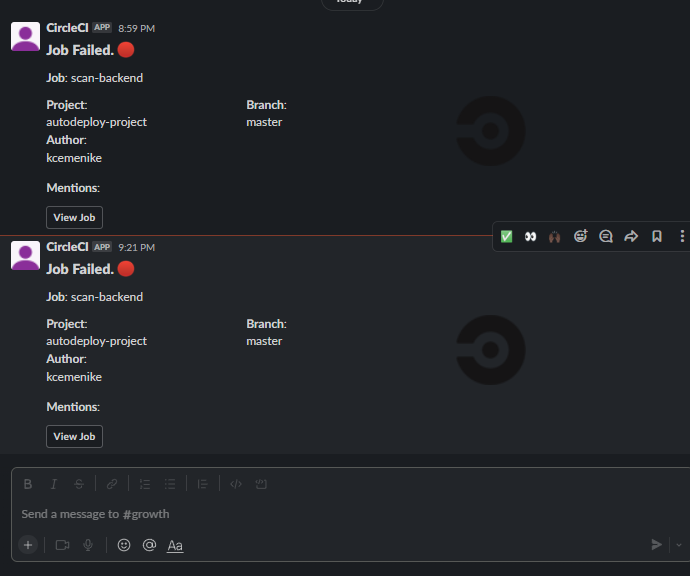 Today
CircleCI APP 8:59 PM
Job Failed.
Job: scan-backend
Project: Branch:
autodeploy-project master
Author:
kcemenike
Mentions:
View Job
CircleCI APP 9:21 PM
Job Failed.
Job: scan-backend
Project: Branch:
autodeploy-project master
Author:
kcemenike
Mentions:
View Job
B I S
Send a message to #growth
Aa